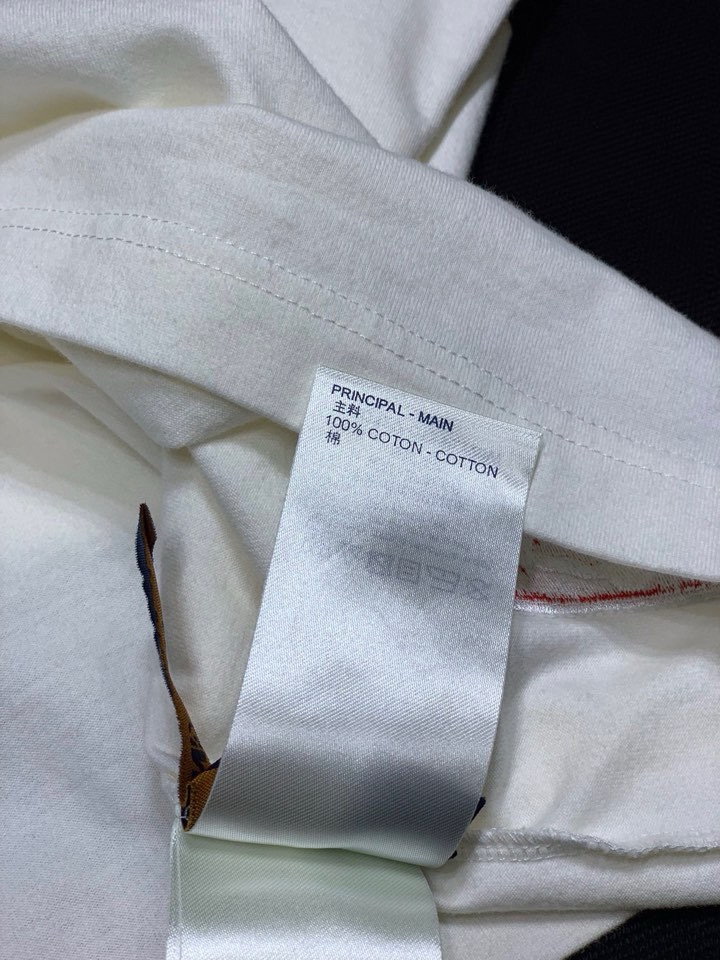 PRINCIPAL - MAIN
主料
100% COTON - COTTON
棉